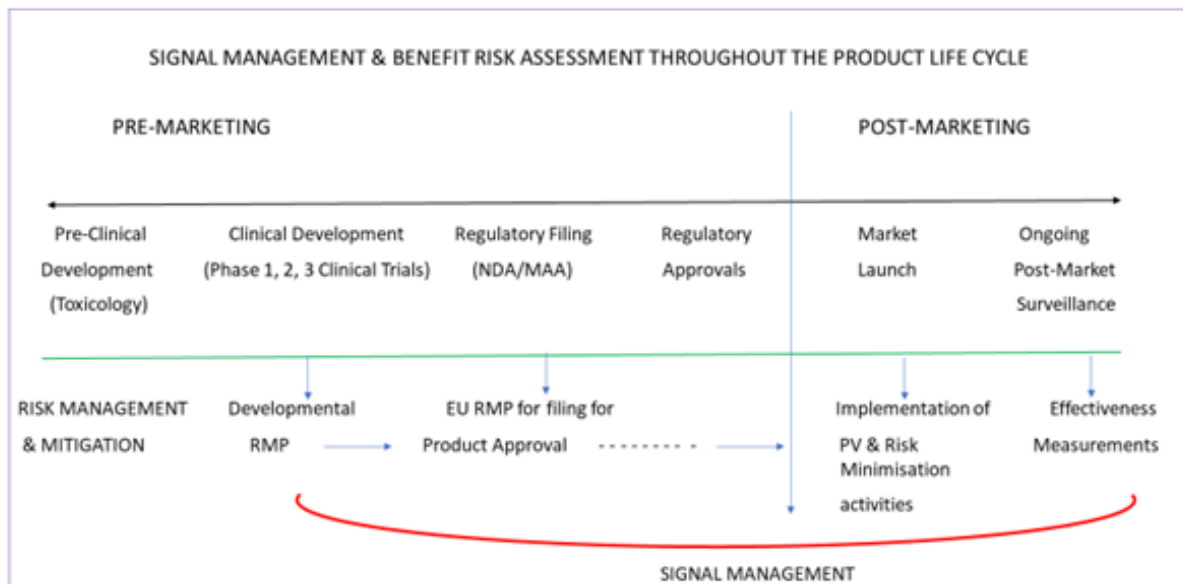 SIGNAL MANAGEMENT & BENEFIT RISK ASSESSMENT THROUGHOUT THE PRODUCT LIFE CYCLE
PRE-MARKETING
POST-MARKETING
Pre-Clinical
Development
(Toxicology)
Clinical Development
(Phase 1, 2, 3 Clinical Trials)
Regulatory Filing
(NDA/MAA)
Regulatory
Approvals
Market
Launch
Ongoing
Post-Market
Surveillance
RISK MANAGEMENT
& MITIGATION
Developmental
RMP
EU RMP for filing for
Product Approval
Implementation of
PV & Risk
Minimisation
activities
Effectiveness
Measurements
SIGNAL MANAGEMENT